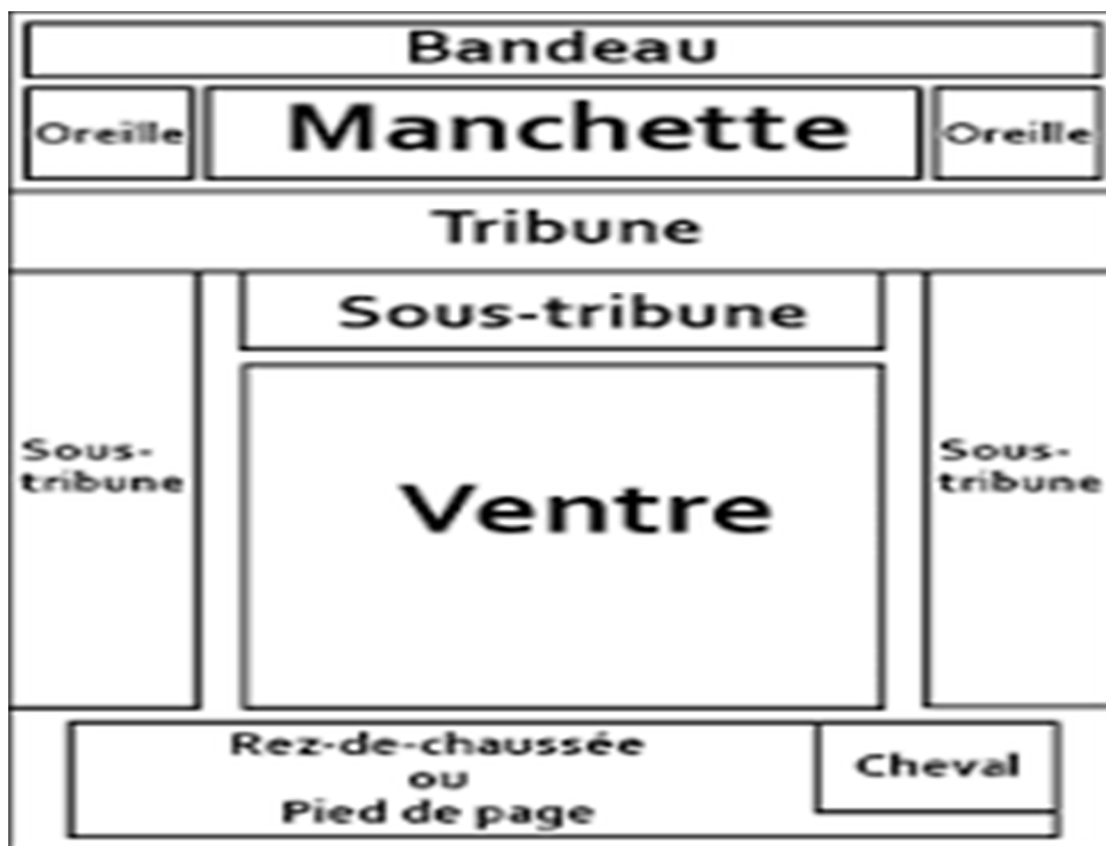 Bandeau
Oreille
Manchette
Oreille
Tribune
Sous-tribune
Sous-
tribune
Ventre
Sous-
tribune
Rez-de-chaussée
ou
Pied de page
Cheval